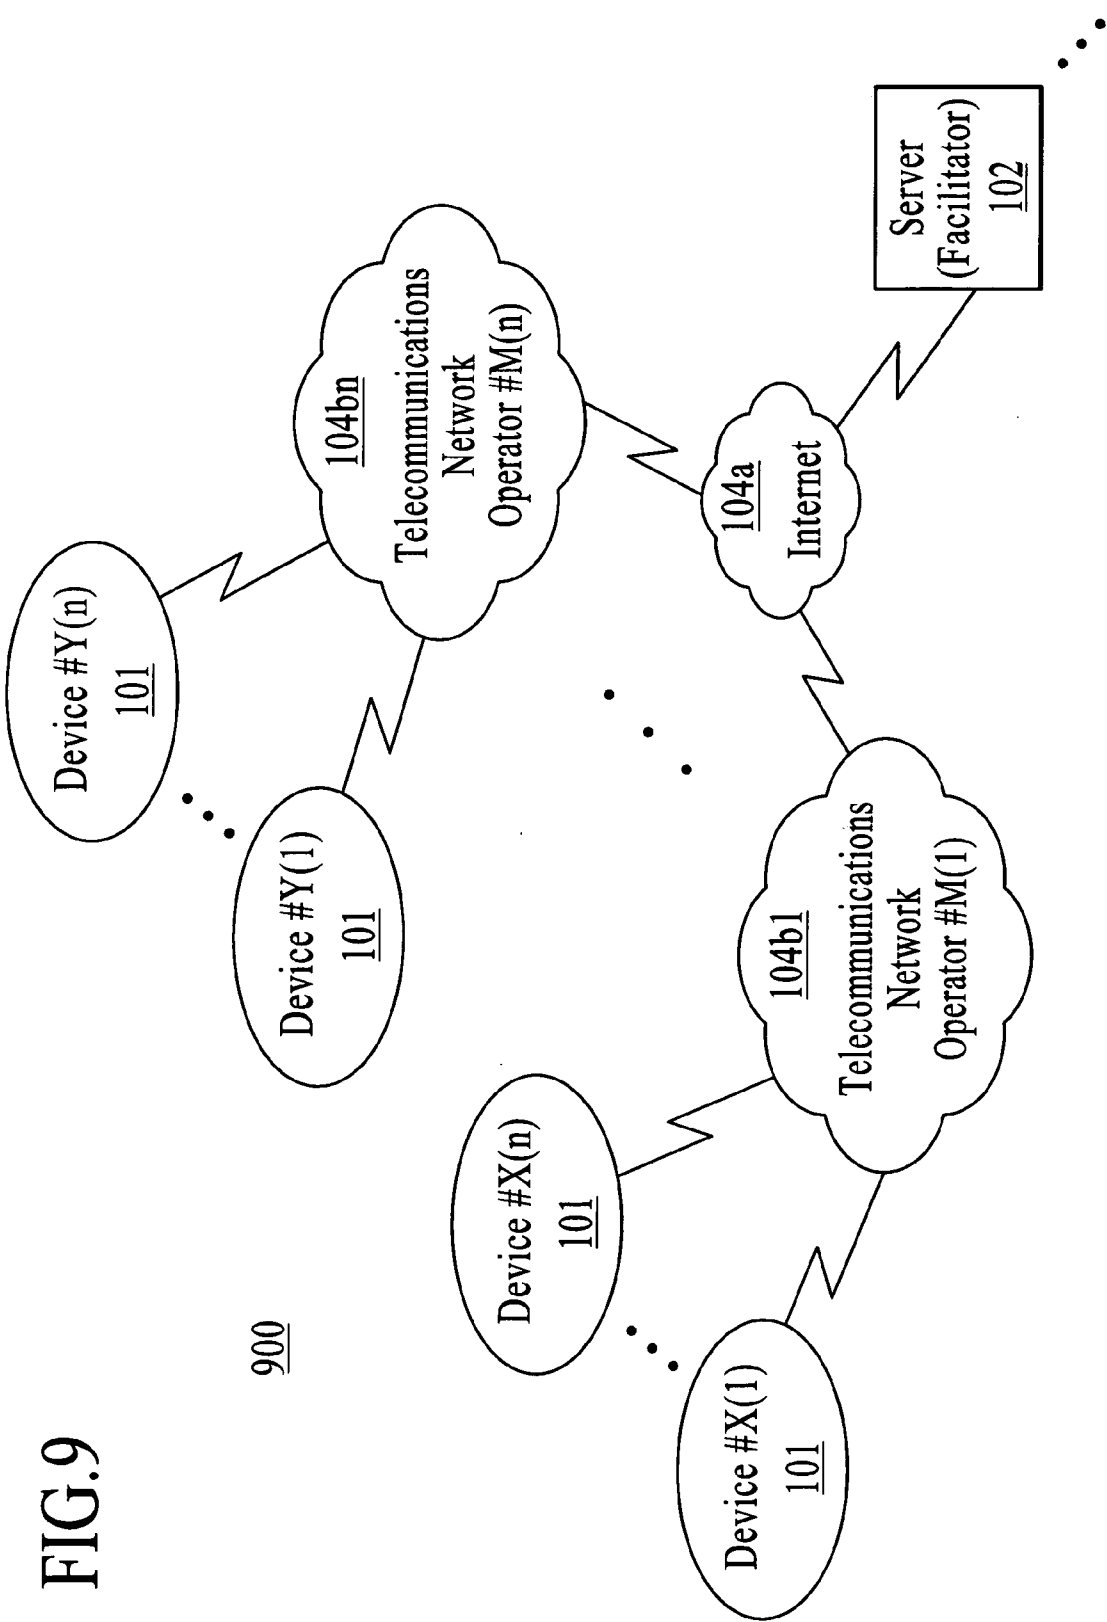 FIG.9
900
Device #Y(n)
101
Device #Y(1)
101
104bn
Telecommunications
Network
Operator #M(n)
Device #X(n)
101
Device #X(1)
101
104b1
Telecommunications
Network
Operator #M(1)
104a
Internet
Server
(Facilitator)
102